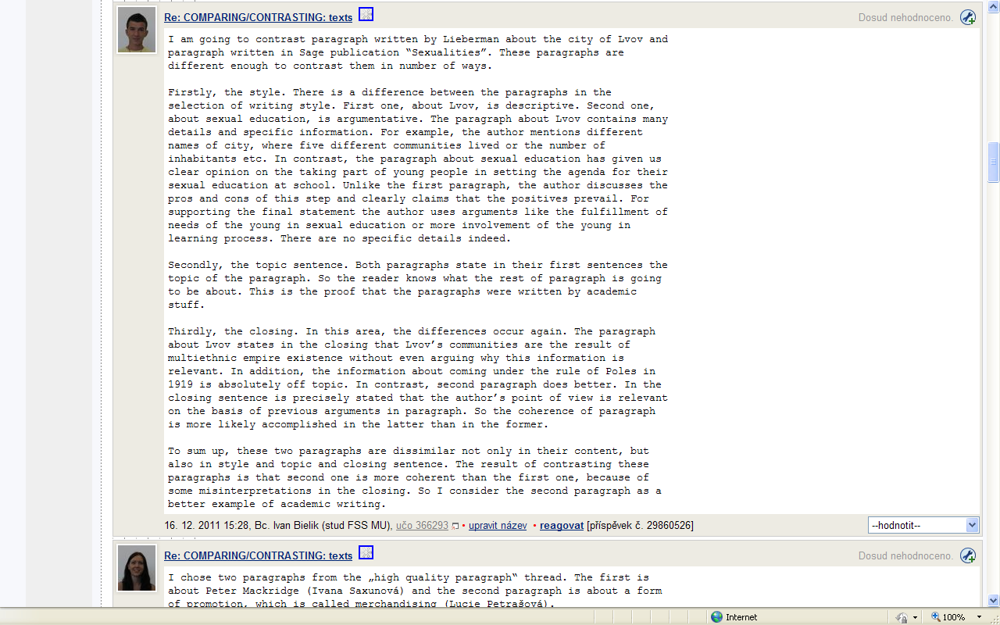 Re: COMPARING/CONTRASTING: texts
Dosud nehodnoceno.
I am going to contrast paragraph written by Lieberman about the city of Lvov and
paragraph written in Sage publication “Sexualities”. These paragraphs are
different enough to contrast them in number of ways.
Firstly, the style. There is a difference between the paragraphs in the
selection of writing style. First one, about Lvov, is descriptive. Second one,
about sexual education, is argumentative. The paragraph about Lvov contains many
details and specific information. For example, the author mentions different
names of city, where five different communities lived or the number of
inhabitants etc. In contrast, the paragraph about sexual education has given us
clear opinion on the taking part of young people in setting the agenda for their
sexual education at school. Unlike the first paragraph, the author discusses the
pros and cons of this step and clearly claims that the positives prevail. For
supporting the final statement the author uses arguments like the fulfillment of
needs of the young in sexual education or more involvement of the young in
learning process. There are no specific details indeed.
Secondly, the topic sentence. Both paragraphs state in their first sentences the
topic of the paragraph. So the reader knows what the rest of paragraph is going
to be about. This is the proof that the paragraphs were written by academic
stuff.
Thirdly, the closing. In this area, the differences occur again. The paragraph
about Lvov states in the closing that Lvov’s communities are the result of
multiethnic empire existence without even arguing why this information is
relevant. In addition, the information about coming under the rule of Poles in
1919 is absolutely off topic. In contrast, second paragraph does better. In the
closing sentence is precisely stated that the author’s point of view is relevant
on the basis of previous arguments in paragraph. So the coherence of paragraph
is more likely accomplished in the latter than in the former.
To sum up, these two paragraphs are dissimilar not only in their content, but
also in style and topic and closing sentence. The result of contrasting these
paragraphs is that second one is more coherent than the first one, because of
some misinterpretations in the closing. So I consider the second paragraph as a
better example of academic writing.
16. 12. 2011 15:28, Bc. Ivan Bielik (stud FSS MU), učo 366293 • upravit název • reagovat [příspěvek č. 29860526]
--hodnotit--
Re: COMPARING/CONTRASTING: texts
Dosud nehodnoceno.
I chose two paragraphs from the „high quality paragraph“ thread. The first is
about Peter Mackridge (Ivana Saxunová) and the second paragraph is about a form
of promotion, which is called merchandising (Lucie Petrašová).
Internet
100%